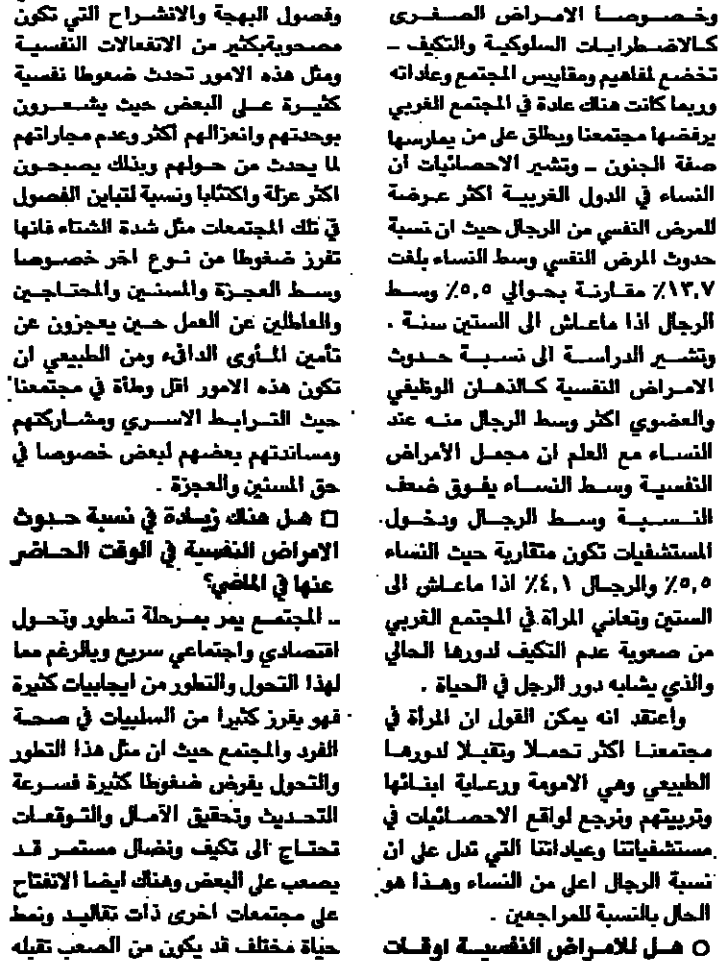 وخصوصاً الامراض الصغرى
كالاضطرابات السلوكية والتكيف ـ
تخضع لمفاهيم ومقاييس المجتمع وعاداته
وربما كانت هناك عادة في المجتمع الغربي
يرفضها مجتمعنا ويطلق على من يمارسها
صفة الجنون ـ وتشير الاحصائيات أن
النساء في الدول الغربية اكثر عرضة
للمرض النفسي من الرجال حيث ان نسبة
حدوث المرض النفسي وسط النساء بلغت
١٣,٧٪ مقارنة بحوالي ٥,٥٪ وسط
الرجال اذا ماعاش الى الستين سنة .
وتشير الدراسة الى نسبة حدوث
الامراض النفسية كالذهان الوظيفي
والعضوي اكثر وسط الرجال منه عند
النساء مع العلم ان مجمل الأمراض
النفسية وسط النساء يفوق ضعف
النسبة وسط الرجال ودخول
المستشفيات تكون متقاربة حيث النساء
٥,٥٪ والرجال ٤,١٪ اذا ماعاش الى
الستين وتعاني المرأة في المجتمع الغربي
من صعوبة عدم التكيف لدورها الحالي
والذي يشابه دور الرجل في الحياة .
وأعتقد انه يمكن القول ان المرأة في
مجتمعنا اكثر تحملا وتقبلا لدورها
الطبيعي وهي الامومة ورعاية ابنائها
وتربيتهم ونرجع لواقع الاحصائيات في
مستشفياتنا وعياداتنا التي تدل على ان
نسبة الرجال اعلى من النساء وهذا هو
الحال بالنسبة للمراجعين .
○ هل للامراض النفسية اوقات
وفصول البهجة والانشراح التي تكون
مصحوبة بكثير من الانفعالات النفسية
ومثل هذه الامور تحدث ضغوطا نفسية
كثيرة على البعض حيث يشعرون
بوحدتهم وانعزالهم اكثر وعدم مجاراتهم
لما يحدث من حولهم وبذلك يصبحون
اكثر عزلة واكتئابا ونسبة لتباين الفصول
في تلك المجتمعات مثل شدة الشتاء فانها
تفرز ضغوطا من نوع اخر خصوصا
وسط العجزة والمسنين والمحتاجين
والعاطلين عن العمل حين يعجزون عن
تأمين المأوى الدافىء ومن الطبيعي ان
تكون هذه الامور اقل وطأة في مجتمعنا
حيث الترابط الاسري ومشاركتهم
ومساندتهم بعضهم لبعض خصوصا في
حق المسنين والعجزة .
□ هل هناك زيادة في نسبة حدوث
الامراض النفسية في الوقت الحاضر
عنها في الماضي؟
ـ المجتمع يمر بمرحلة تطور وتحول
اقتصادي واجتماعي سريع وبالرغم مما
لهذا التحول والتطور من ايجابيات كثيرة
فهو يفرز كثيرا من السلبيات في صحة
الفرد والمجتمع حيث ان مثل هذا التطور
والتحول يفرض ضغوطا كثيرة فسرعة
التحديث وتحقيق الآمال والتوقعات
تحتاج الى تكيف ونضال مستمر قد
يصعب على البعض وهناك ايضا الانفتاح
على مجتمعات اخرى ذات تقاليد ونمط
حياة مختلف قد يكون من الصعب تقبله